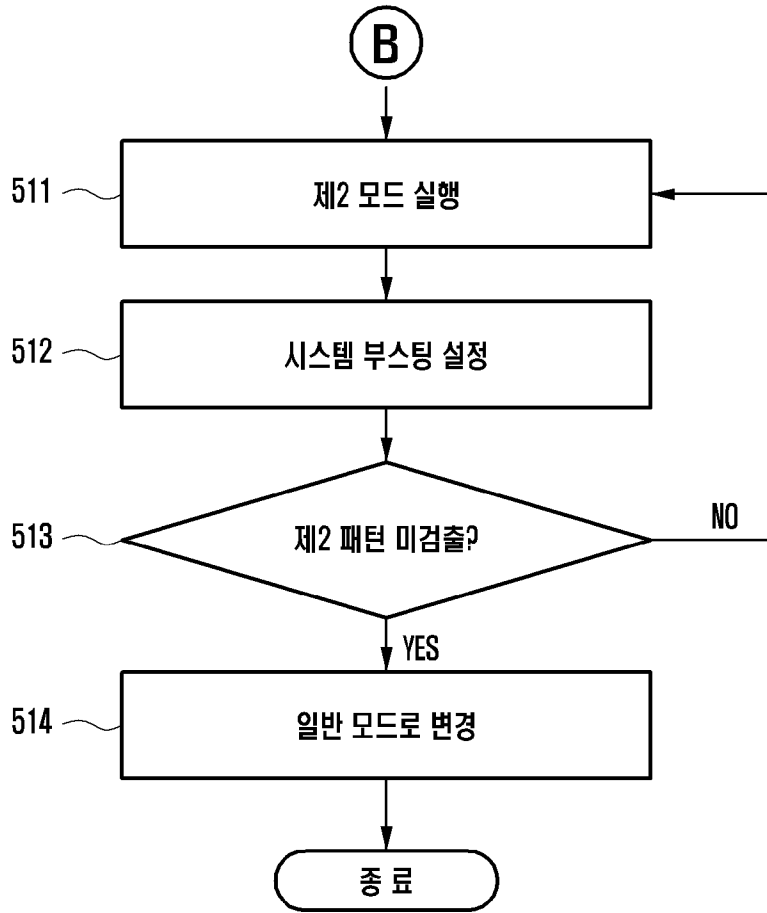 B
511
제2 모드 실행
512
시스템 부스팅 설정
513
제2 패턴 미검출?
NO
YES
514
일반 모드로 변경
종 료